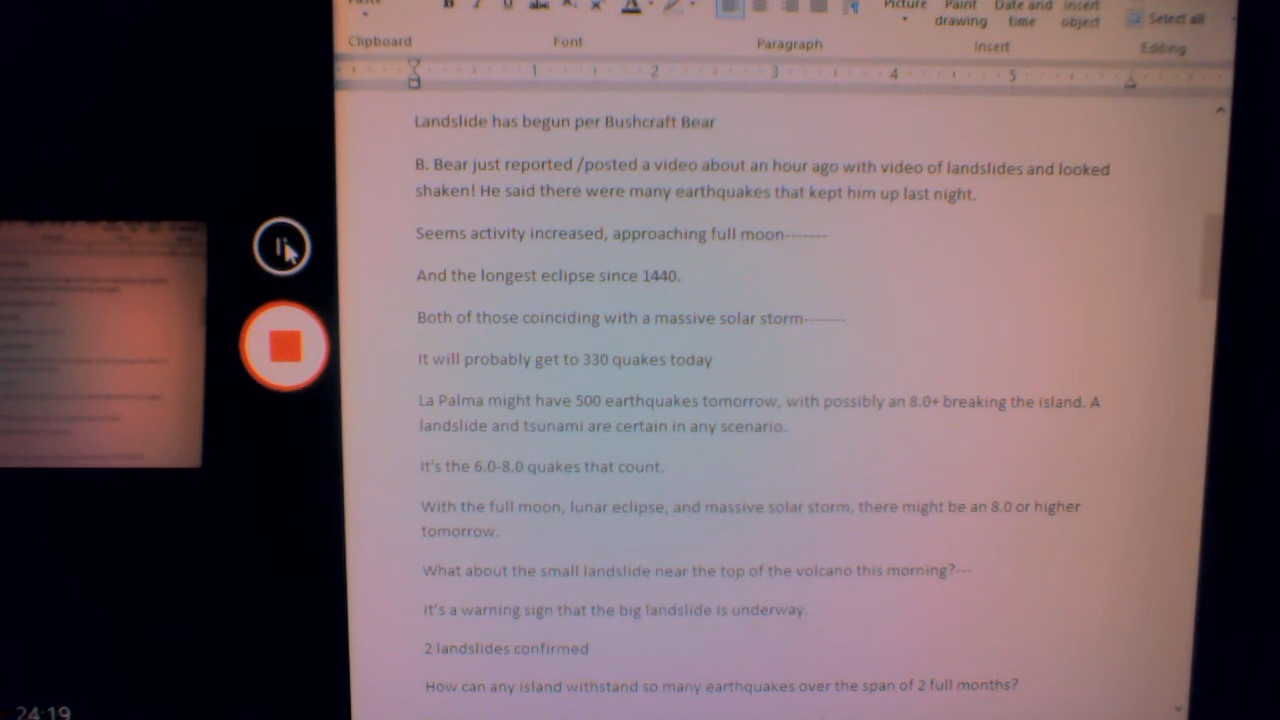 B I U abc X X A
Picture Paint Date and Insert
drawing time object Select all
Clipboard Font Paragraph Insert Editing
1 2 3 4 5
Landslide has begun per Bushcraft Bear
B. Bear just reported /posted a video about an hour ago with video of landslides and looked
shaken! He said there were many earthquakes that kept him up last night.
Seems activity increased, approaching full moon-------
And the longest eclipse since 1440.
Both of those coinciding with a massive solar storm-------
It will probably get to 330 quakes today
La Palma might have 500 earthquakes tomorrow, with possibly an 8.0+ breaking the island. A
landslide and tsunami are certain in any scenario.
It's the 6.0-8.0 quakes that count.
With the full moon, lunar eclipse, and massive solar storm, there might be an 8.0 or higher
tomorrow.
What about the small landslide near the top of the volcano this morning?---
It's a warning sign that the big landslide is underway.
2 landslides confirmed
How can any island withstand so many earthquakes over the span of 2 full months?
24:19